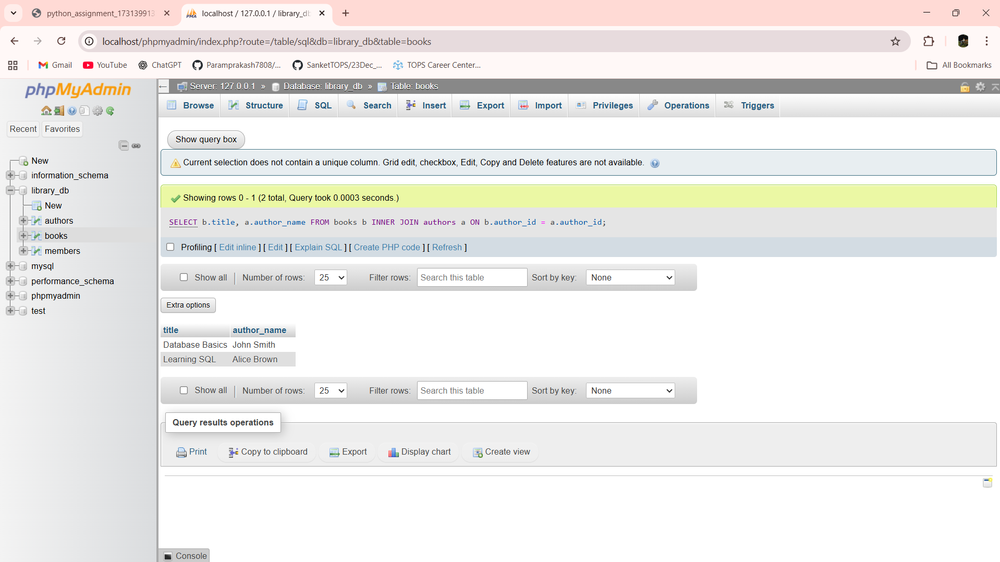 python_assignment_173139913
localhost / 127.0.0.1 / library_db
localhost/phpmyadmin/index.php?route=/table/sql&db=library_db&table=books
Gmail
YouTube
ChatGPT
Paramprakash7808/...
SanketTOPS/23Dec_...
TOPS Career Center...
All Bookmarks
phpMyAdmin
Server: 127.0.0.1 » Database: library_db » Table: books
Browse
Structure
SQL
Search
Insert
Export
Import
Privileges
Operations
Triggers
Recent
Favorites
New
information_schema
library_db
New
authors
books
members
mysql
performance_schema
phpmyadmin
test
Show query box
Current selection does not contain a unique column. Grid edit, checkbox, Edit, Copy and Delete features are not available.
Showing rows 0 - 1 (2 total, Query took 0.0003 seconds.)
SELECT b.title, a.author_name FROM books b INNER JOIN authors a ON b.author_id = a.author_id;
Profiling [ Edit inline ] [ Edit ] [ Explain SQL ] [ Create PHP code ] [ Refresh ]
Show all | Number of rows: 25 Filter rows: Search this table Sort by key: None
Extra options
title author_name
Database Basics John Smith
Learning SQL Alice Brown
Show all | Number of rows: 25 Filter rows: Search this table Sort by key: None
Query results operations
Print
Copy to clipboard
Export
Display chart
Create view
Console